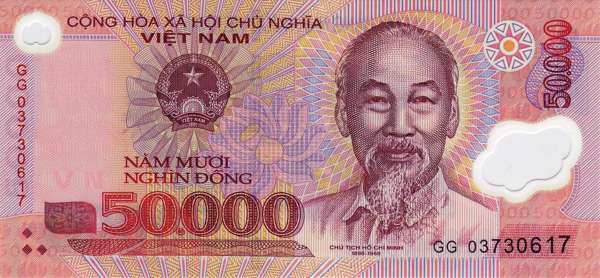 CỘNG HÒA XÃ HỘI CHỦ NGHĨA
VIỆT NAM
GG 03730617
VIỆT NAM
NĂM MƯƠI
NGHÌN ĐỒNG
50.000
50.000
CHỦ TỊCH HỒ CHÍ MINH
1890-1969
GG 03730617